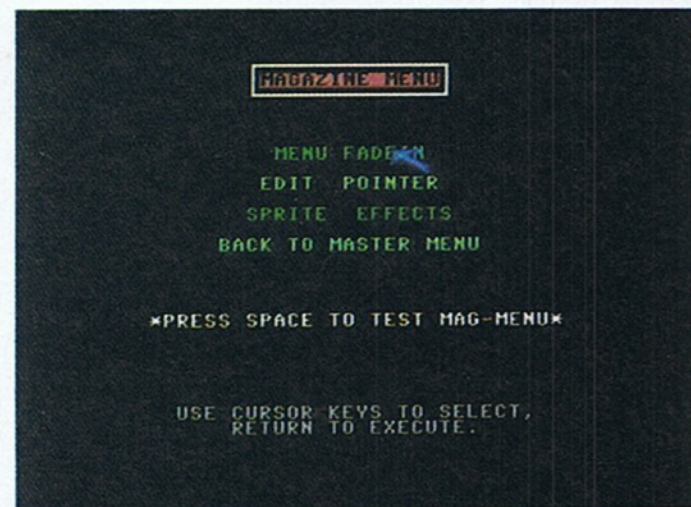 MAGAZINE MENU
MENU FADEIN
EDIT POINTER
SPRITE EFFECTS
BACK TO MASTER MENU
*PRESS SPACE TO TEST MAG-MENU*
USE CURSOR KEYS TO SELECT,
RETURN TO EXECUTE.